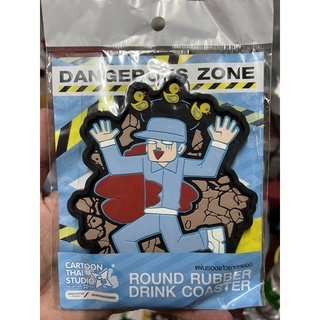 DANGEROUS ZONE
CARTOON
THAI
STUDIO
ROUND RUBBER
DRINK COASTER